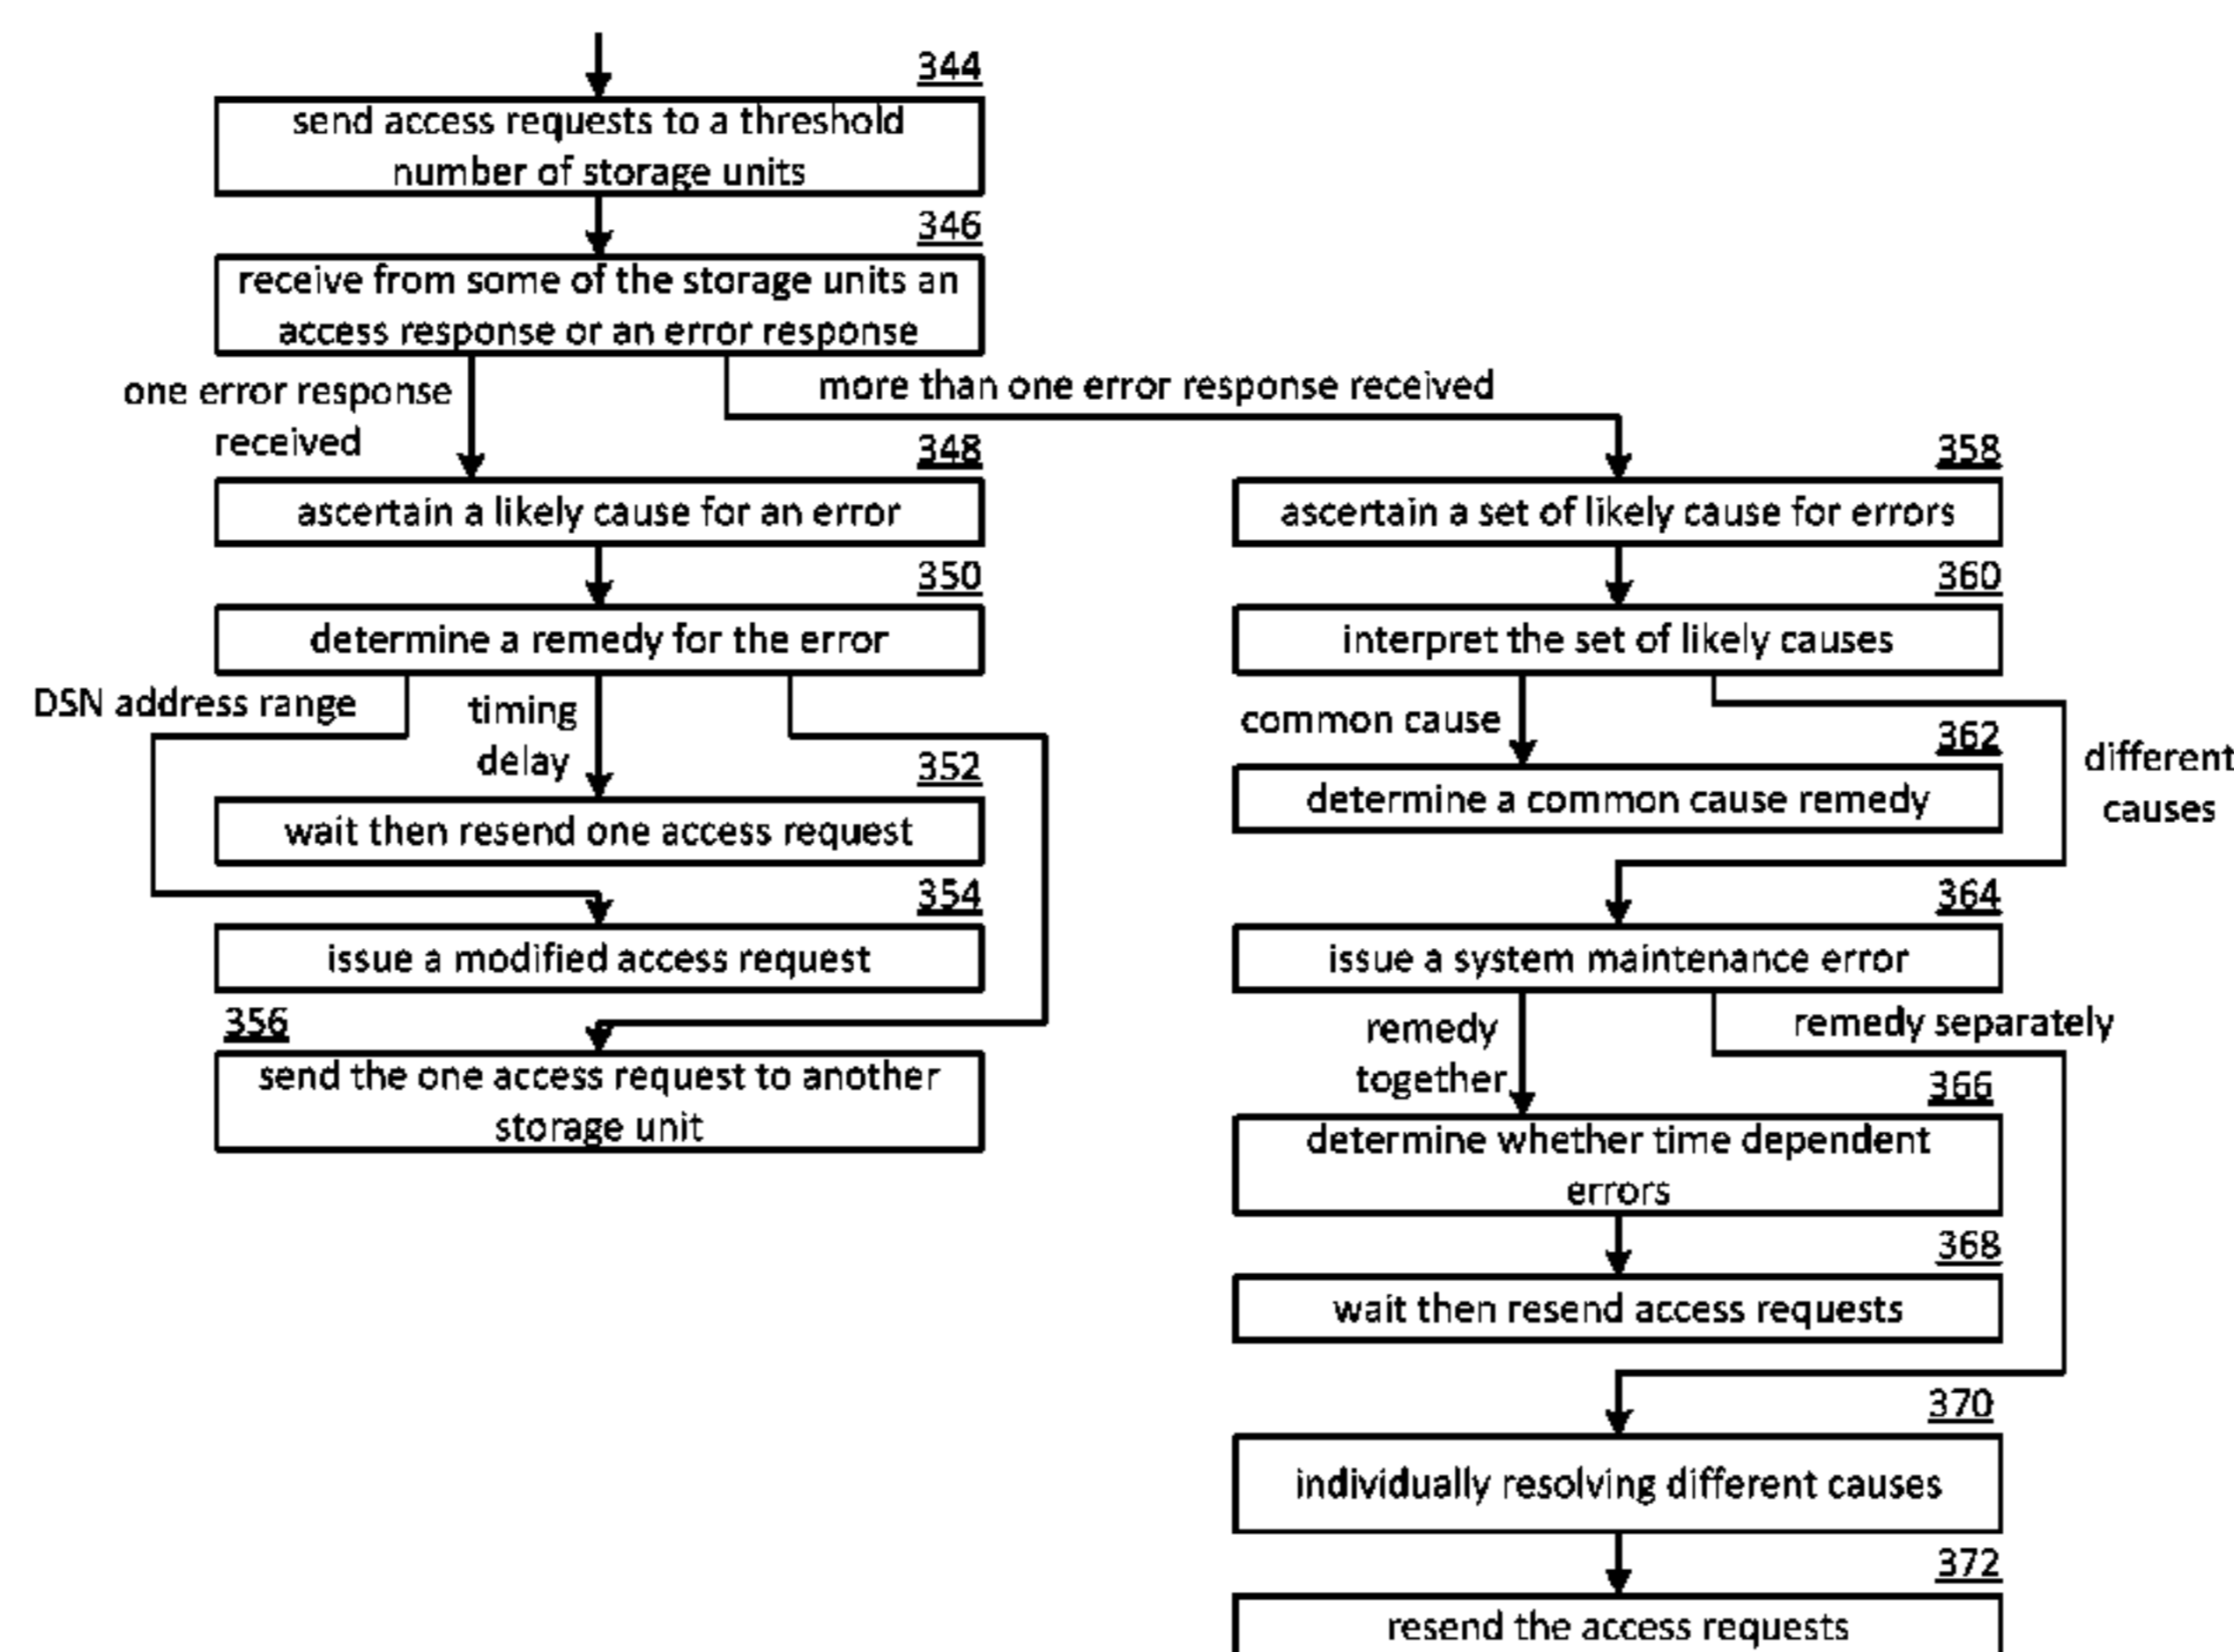 344
send access requests to a threshold
number of storage units
346
receive from some of the storage units an
access response or an error response
one error response
received
more than one error response received
348
ascertain a likely cause for an error
350
determine a remedy for the error
DSN address range
timing
delay
352
wait then resend one access request
354
issue a modified access request
356
send the one access request to another
storage unit
358
ascertain a set of likely cause for errors
360
interpret the set of likely causes
common cause
different
causes
362
determine a common cause remedy
364
issue a system maintenance error
remedy
together
remedy separately
366
determine whether time dependent
errors
368
wait then resend access requests
370
individually resolving different causes
372
resend the access requests